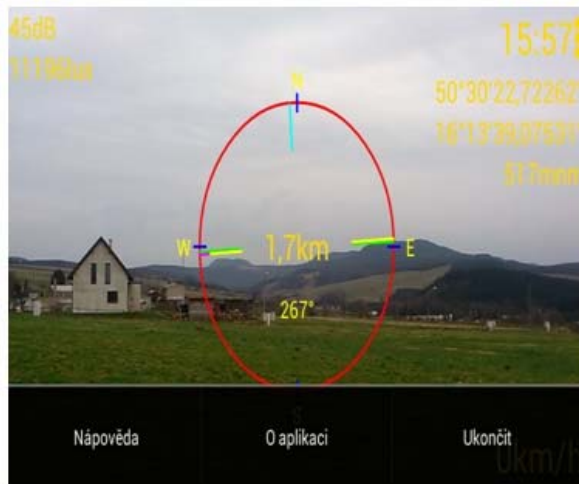 45dB
11196lux
15:57
N
50°30'22,72262"
16°13'39,07531"
517mnm
W
1,7km
E
267°
S
Nápověda
O aplikaci
Ukončit
0km/h